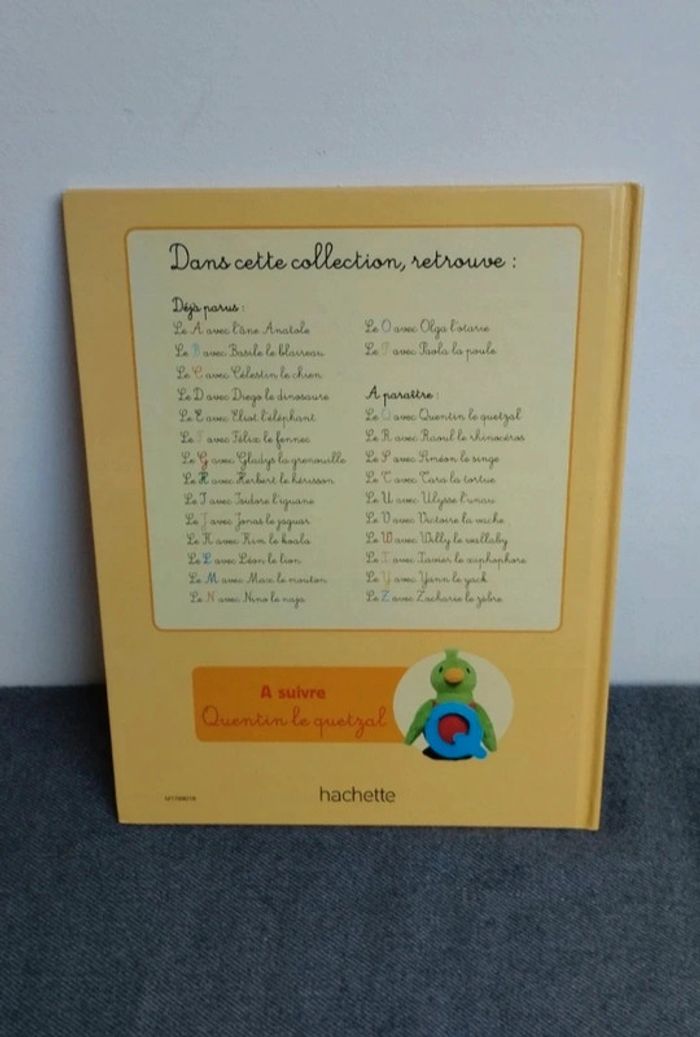 Dans cette collection, retrouve :
Déjà parus :
Le A avec l'âne Anatole
Le B avec Basile le blaireau
Le C avec Célestin le chien
Le D avec Diego le dinosaure
Le E avec Eliot l'éléphant
Le F avec Félix le fennec
Le G avec Gladys la grenouille
Le H avec Herbert le hérisson
Le I avec Isidore l'iguane
Le J avec Jonas le jaguar
Le K avec Kim le koala
Le L avec Léon le lion
Le M avec Max le mouton
Le N avec Nino le naja
Le O avec Olga l'otarie
Le P avec Paola la poule
A paraître :
Le Q avec Quentin le quetzal
Le R avec Raoul le rhinocéros
Le S avec Siméon le singe
Le T avec Tara la tortue
Le U avec Ulysse l'unau
Le V avec Victoire la vache
Le W avec Willy le wallaby
Le X avec Xavier le xiphophore
Le Y avec Yann le yack
Le Z avec Zacharie le zèbre
A suivre
Quentin le quetzal
Q
hachette